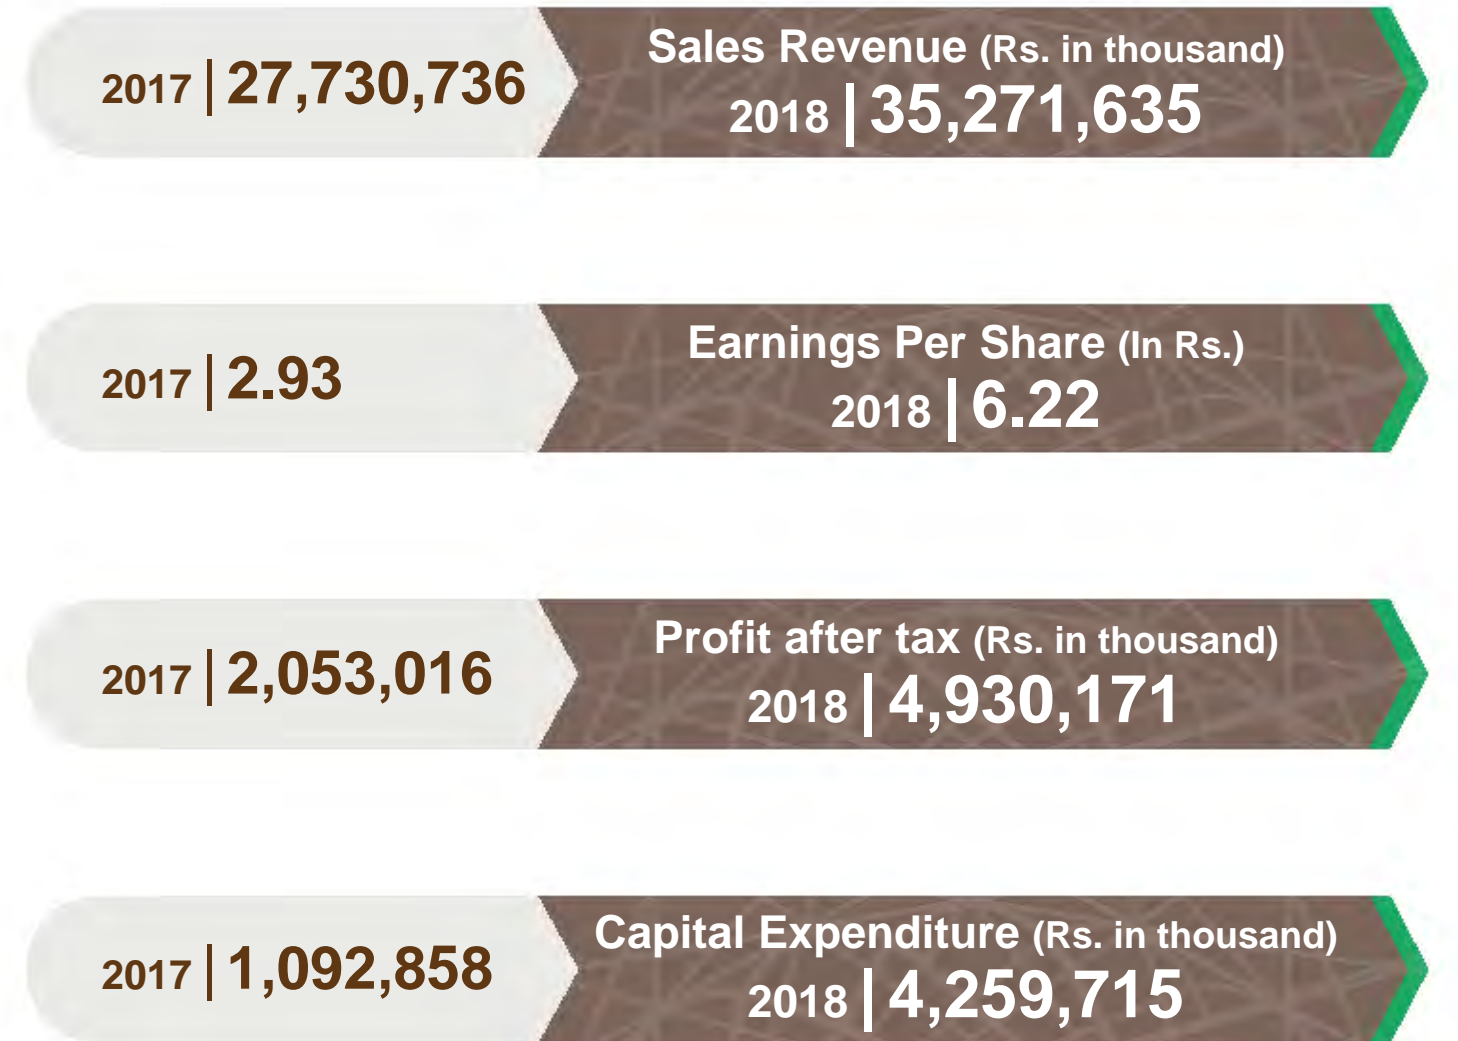 2017 | 27,730,736
Sales Revenue (Rs. in thousand)
2018 | 35,271,635
2017 | 2.93
Earnings Per Share (In Rs.)
2018 | 6.22
2017 | 2,053,016
Profit after tax (Rs. in thousand)
2018 | 4,930,171
2017 | 1,092,858
Capital Expenditure (Rs. in thousand)
2018 | 4,259,715